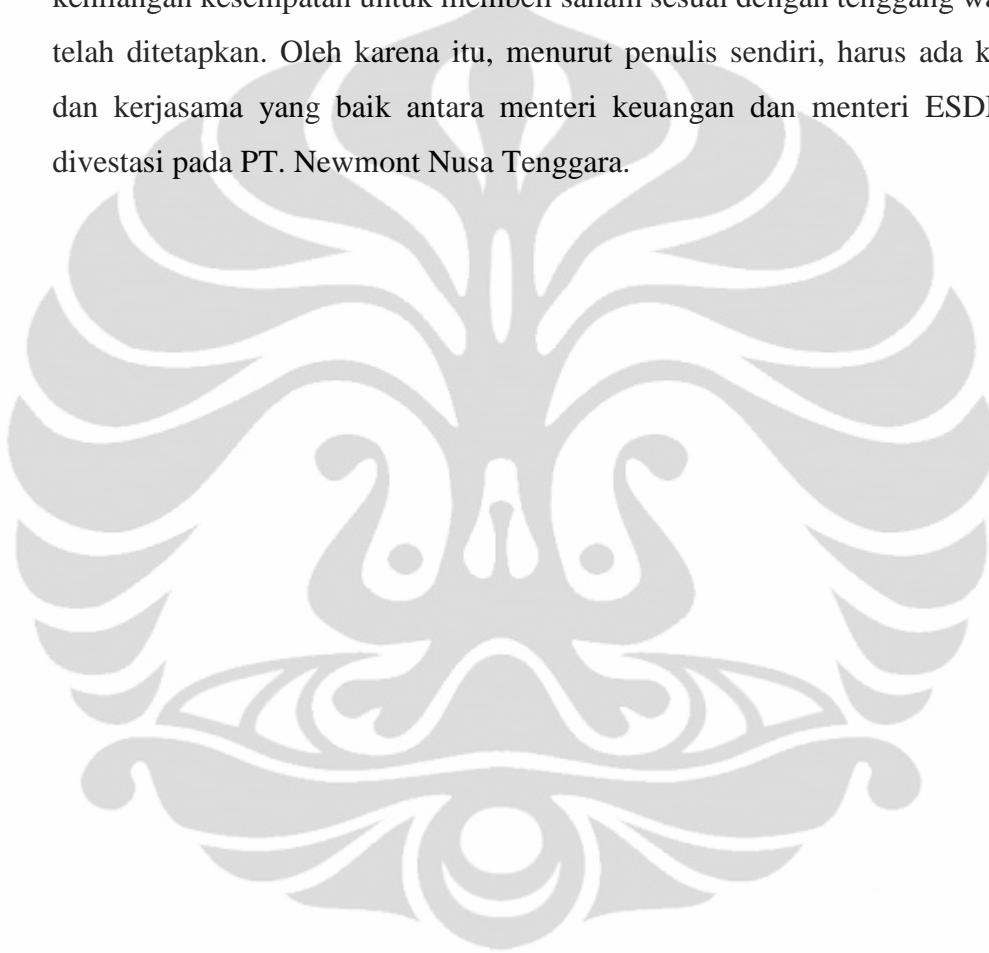 kehilangan kesempatan untuk membeli saham sesuai dengan tenggang
telah ditetapkan. Oleh karena itu, menurut penulis sendiri, harus ada
dan kerjasama yang baik antara menteri keuangan dan menteri
divestasi pada PT. Newmont Nusa Tenggara.